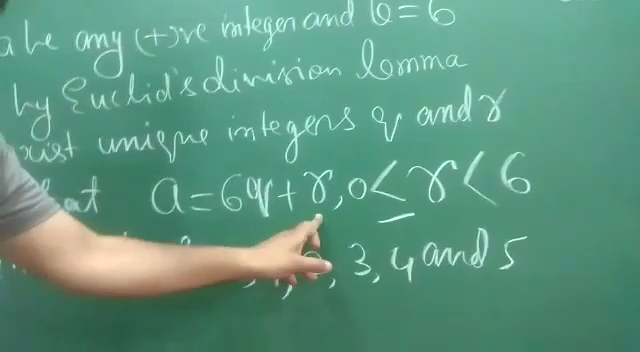 a be any (+)ve integer and b = 6
by Euclid's division lemma
exist unique integers q and r
that a = 6q + r, 0 ≤ r < 6
, 3, 4 and 5